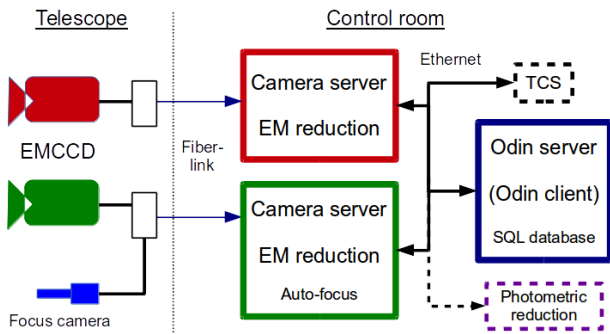 Telescope
Control room
EMCCD
Focus camera
Fiber-
link
Camera server
EM reduction
Camera server
EM reduction
Auto-focus
Ethernet
TCS
Odin server
(Odin client)
SQL database
Photometric
reduction